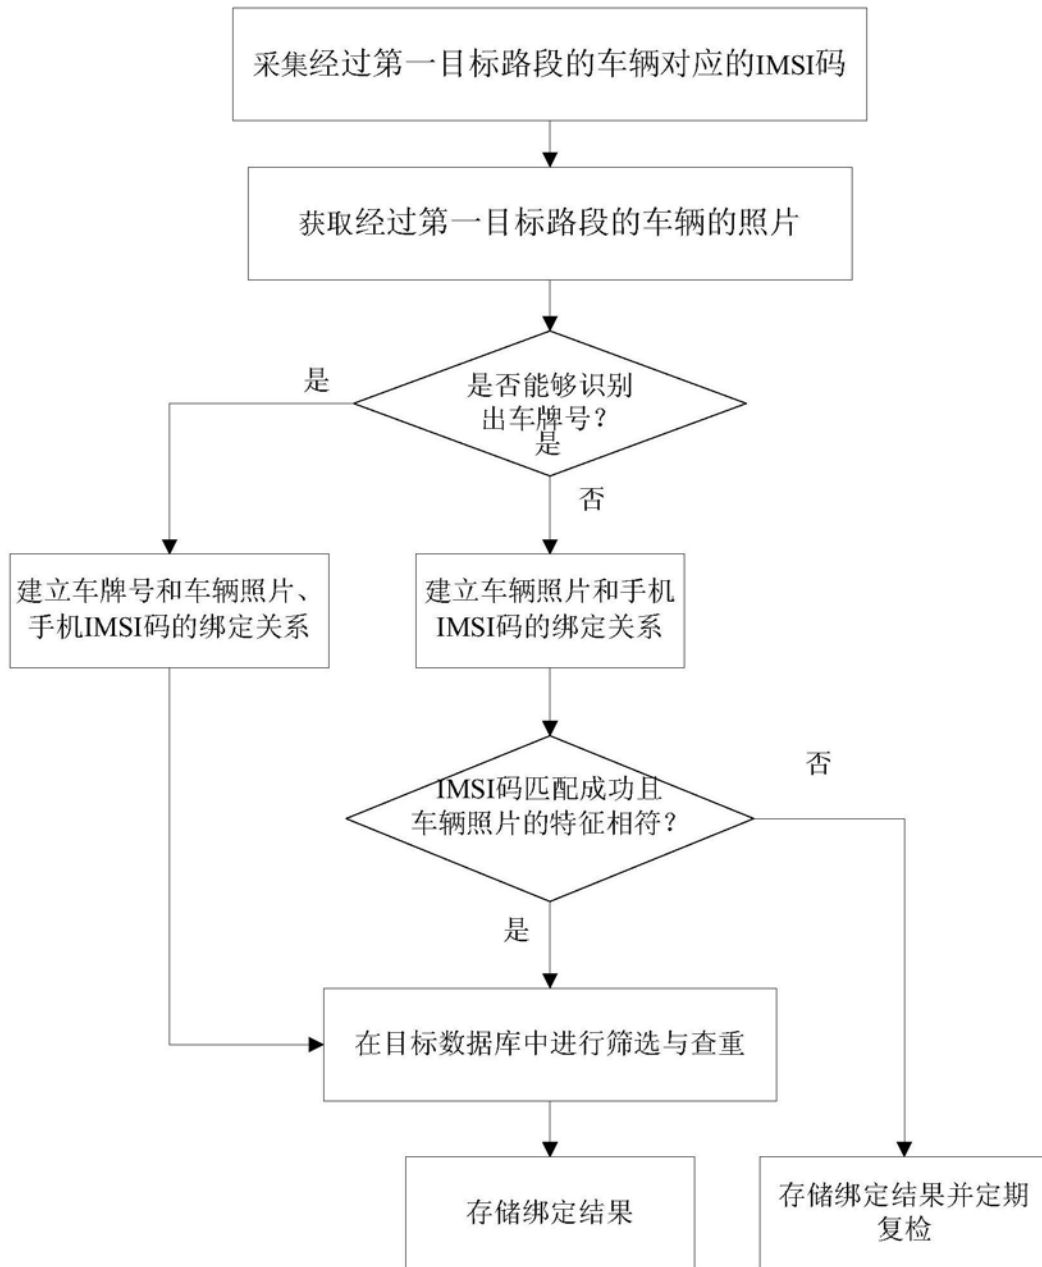 采集经过第一目标路段的车辆对应的IMSI码
获取经过第一目标路段的车辆的照片
是
是否能够识别
出车牌号？
是
否
建立车牌号和车辆照片、
手机IMSI码的绑定关系
建立车辆照片和手机
IMSI码的绑定关系
否
IMSI码匹配成功且
车辆照片的特征相符？
是
在目标数据库中进行筛选与查重
存储绑定结果
存储绑定结果并定期
复检